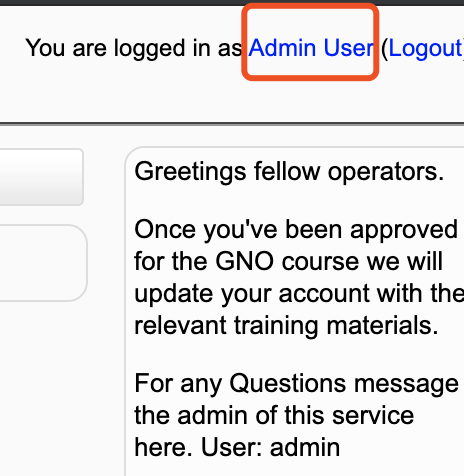 You are logged in as Admin User (Logout)
Greetings fellow operators.
Once you've been approved
for the GNO course we will
update your account with the
relevant training materials.
For any Questions message
the admin of this service
here. User: admin